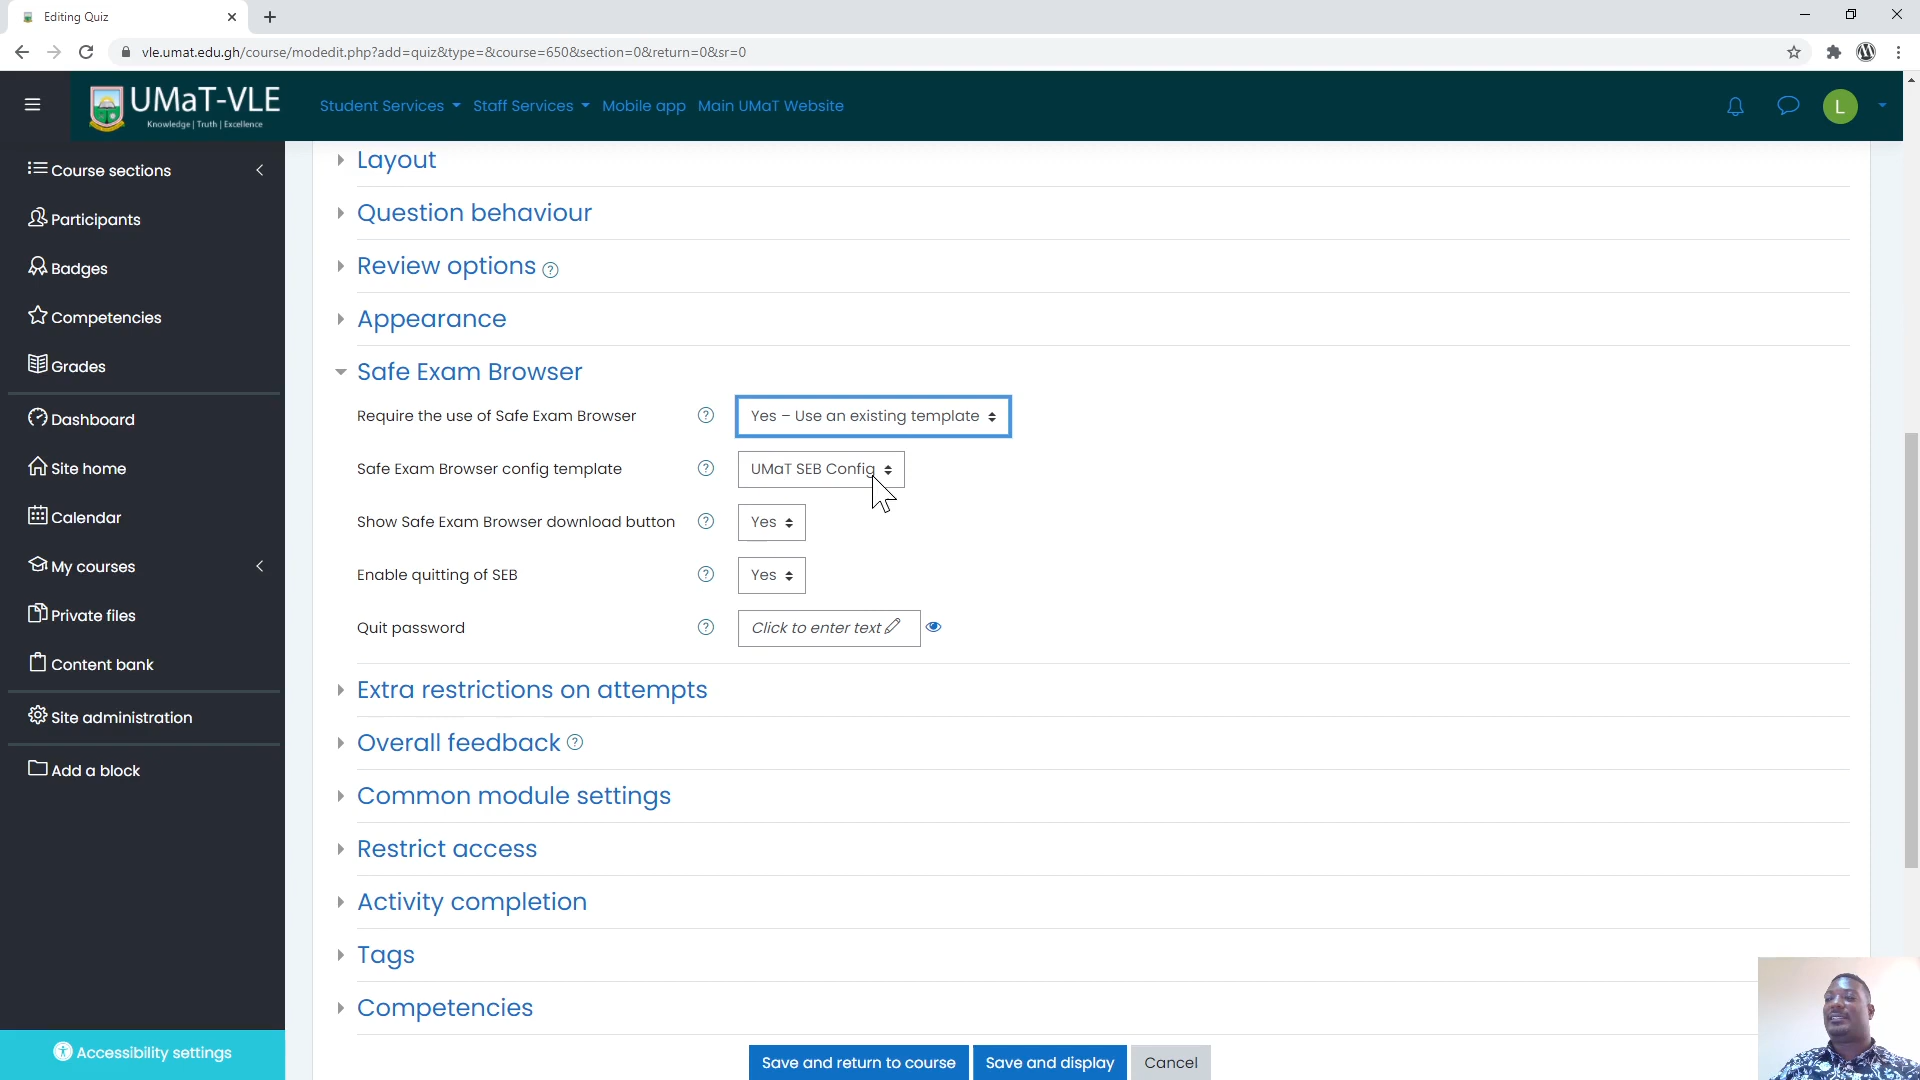 Editing Quiz
vle.umat.edu.gh/course/modedit.php?add=quiz&type=&course=650&section=0&return=0&sr=0
UMaT-VLE
Knowledge | Truth | Excellence
Student Services
Staff Services
Mobile app
Main UMaT Website
L
Course sections
Participants
Badges
Competencies
Grades
Dashboard
Site home
Calendar
My courses
Private files
Content bank
Site administration
Add a block
Accessibility settings
Layout
Question behaviour
Review options
Appearance
Safe Exam Browser
Require the use of Safe Exam Browser
Yes – Use an existing template
Safe Exam Browser config template
UMaT SEB Config
Show Safe Exam Browser download button
Yes
Enable quitting of SEB
Yes
Quit password
Click to enter text
Extra restrictions on attempts
Overall feedback
Common module settings
Restrict access
Activity completion
Tags
Competencies
Save and return to course
Save and display
Cancel